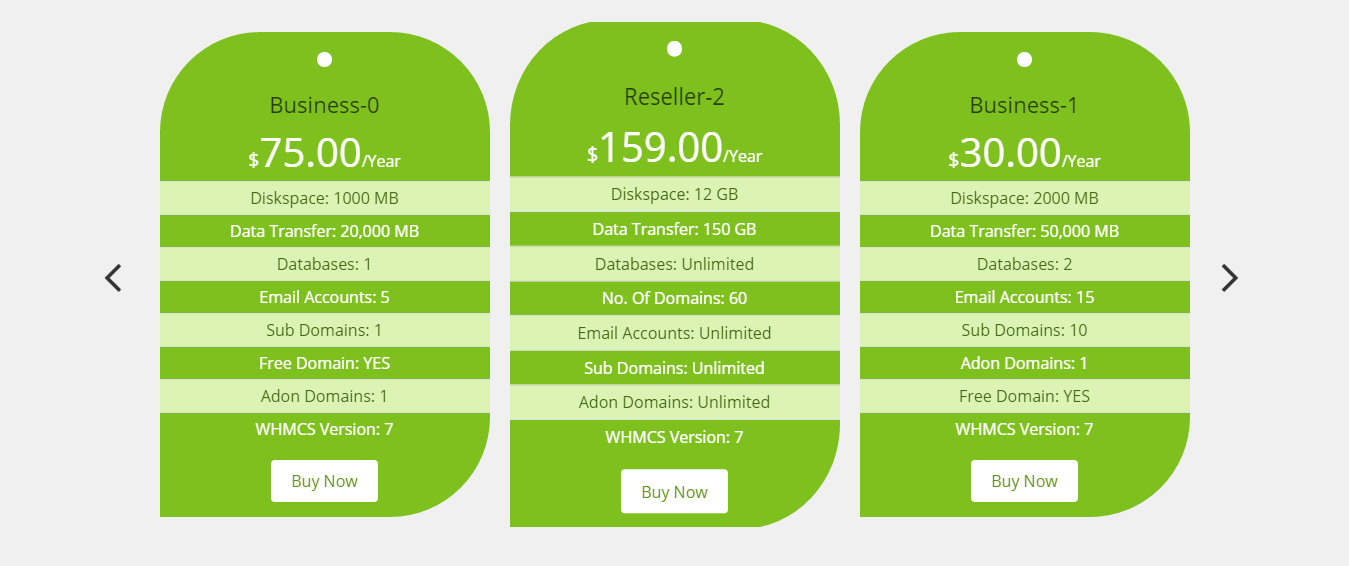 Business-0
$75.00/Year
Diskspace: 1000 MB
Data Transfer: 20,000 MB
Databases: 1
Email Accounts: 5
Sub Domains: 1
Free Domain: YES
Adon Domains: 1
WHMCS Version: 7
Buy Now
Reseller-2
$159.00/Year
Diskspace: 12 GB
Data Transfer: 150 GB
Databases: Unlimited
No. Of Domains: 60
Email Accounts: Unlimited
Sub Domains: Unlimited
Adon Domains: Unlimited
WHMCS Version: 7
Buy Now
Business-1
$30.00/Year
Diskspace: 2000 MB
Data Transfer: 50,000 MB
Databases: 2
Email Accounts: 15
Sub Domains: 10
Adon Domains: 1
Free Domain: YES
WHMCS Version: 7
Buy Now